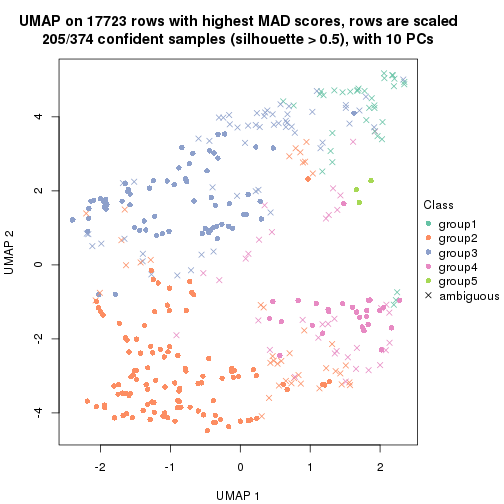 UMAP on 17723 rows with highest MAD scores, rows are scaled
205/374 confident samples (silhouette > 0.5), with 10 PCs
4
2
0
-2
-4
UMAP 2
-2
-1
0
1
2
UMAP 1
Class
group1
group2
group3
group4
group5
ambiguous